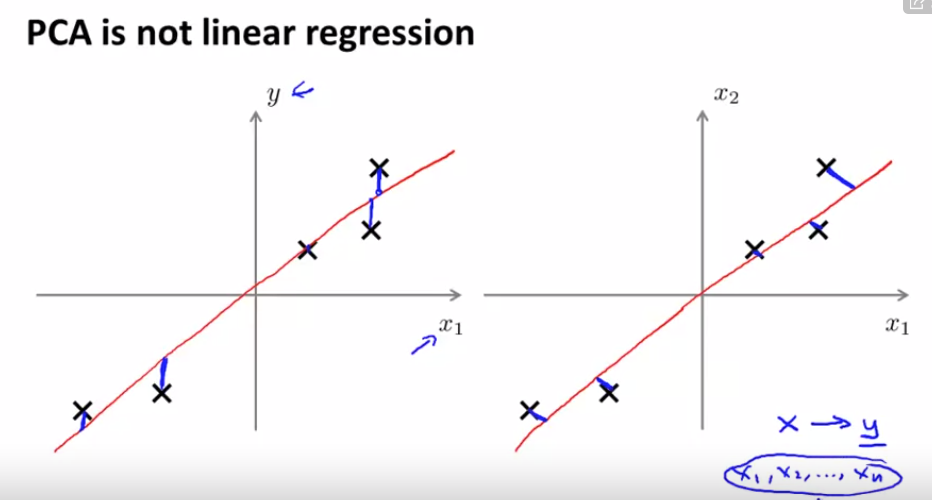 PCA is not linear regression
y
x₁
x₂
x₁
x → y
x₁, x₂, ..., xₙ